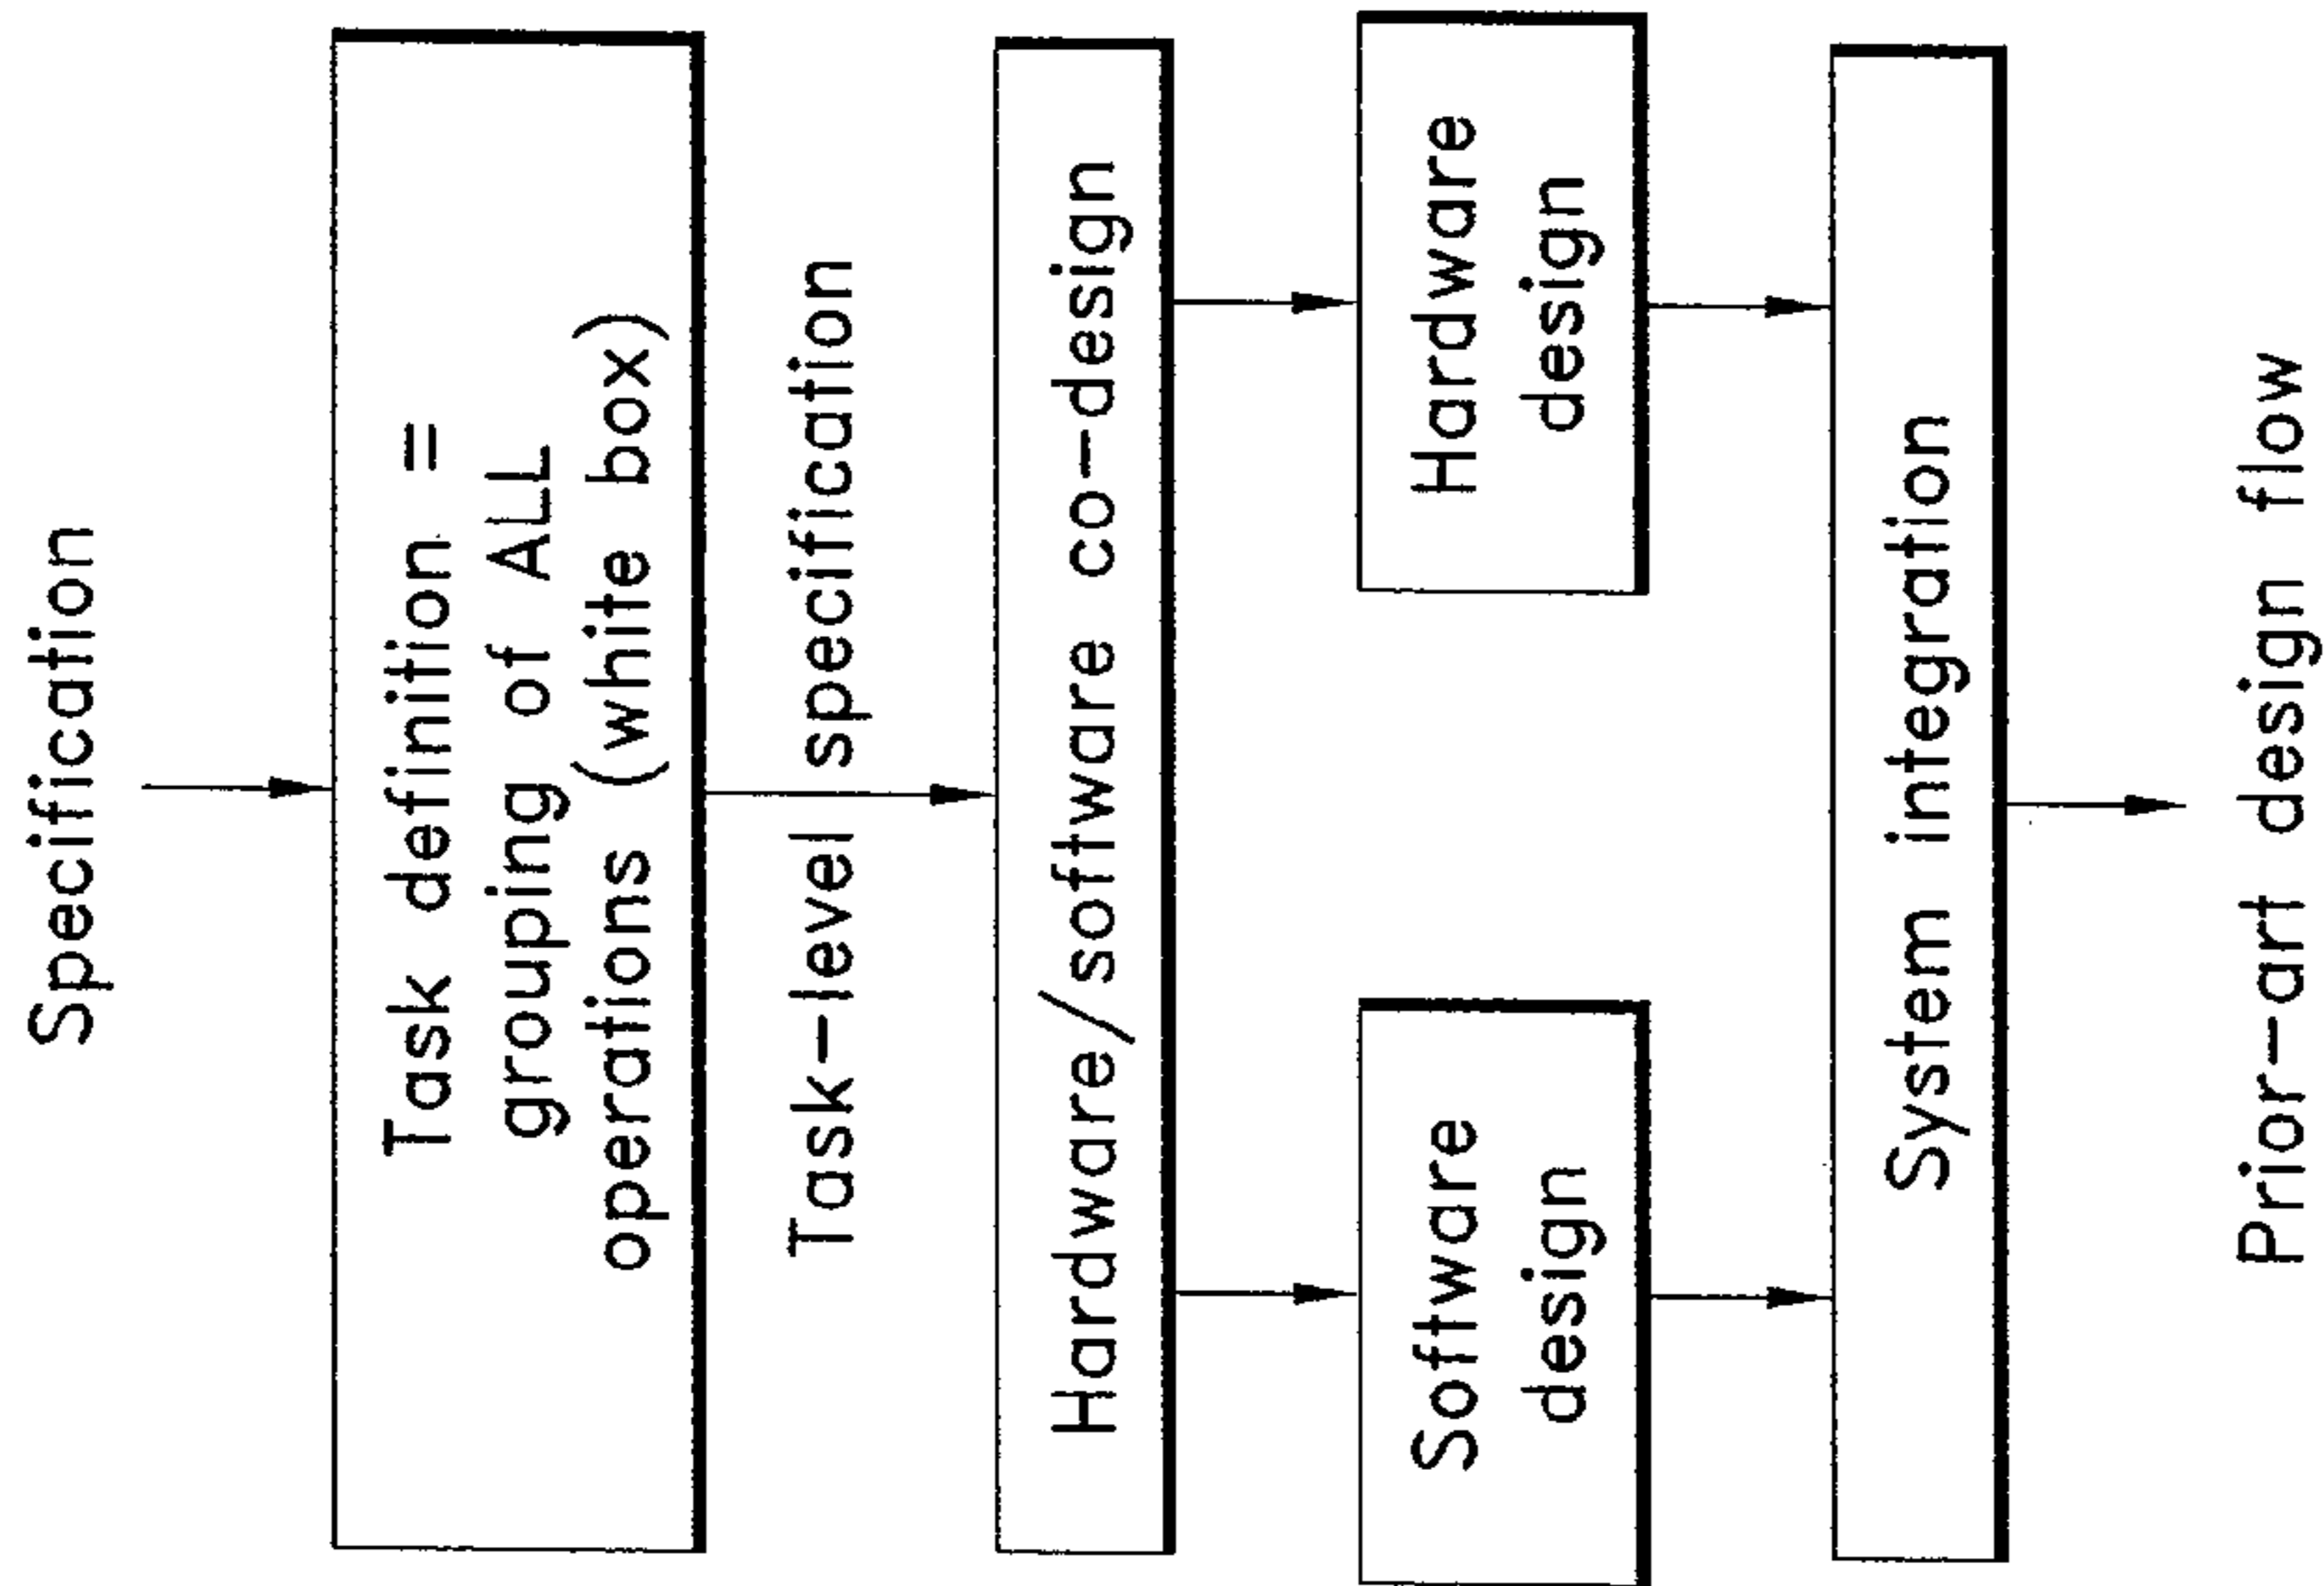 Specification
Task definition =
grouping of ALL
operations (white box)
Task-level specification
Hardware/software co-design
Software
design
Hardware
design
System integration
Prior-art design flow